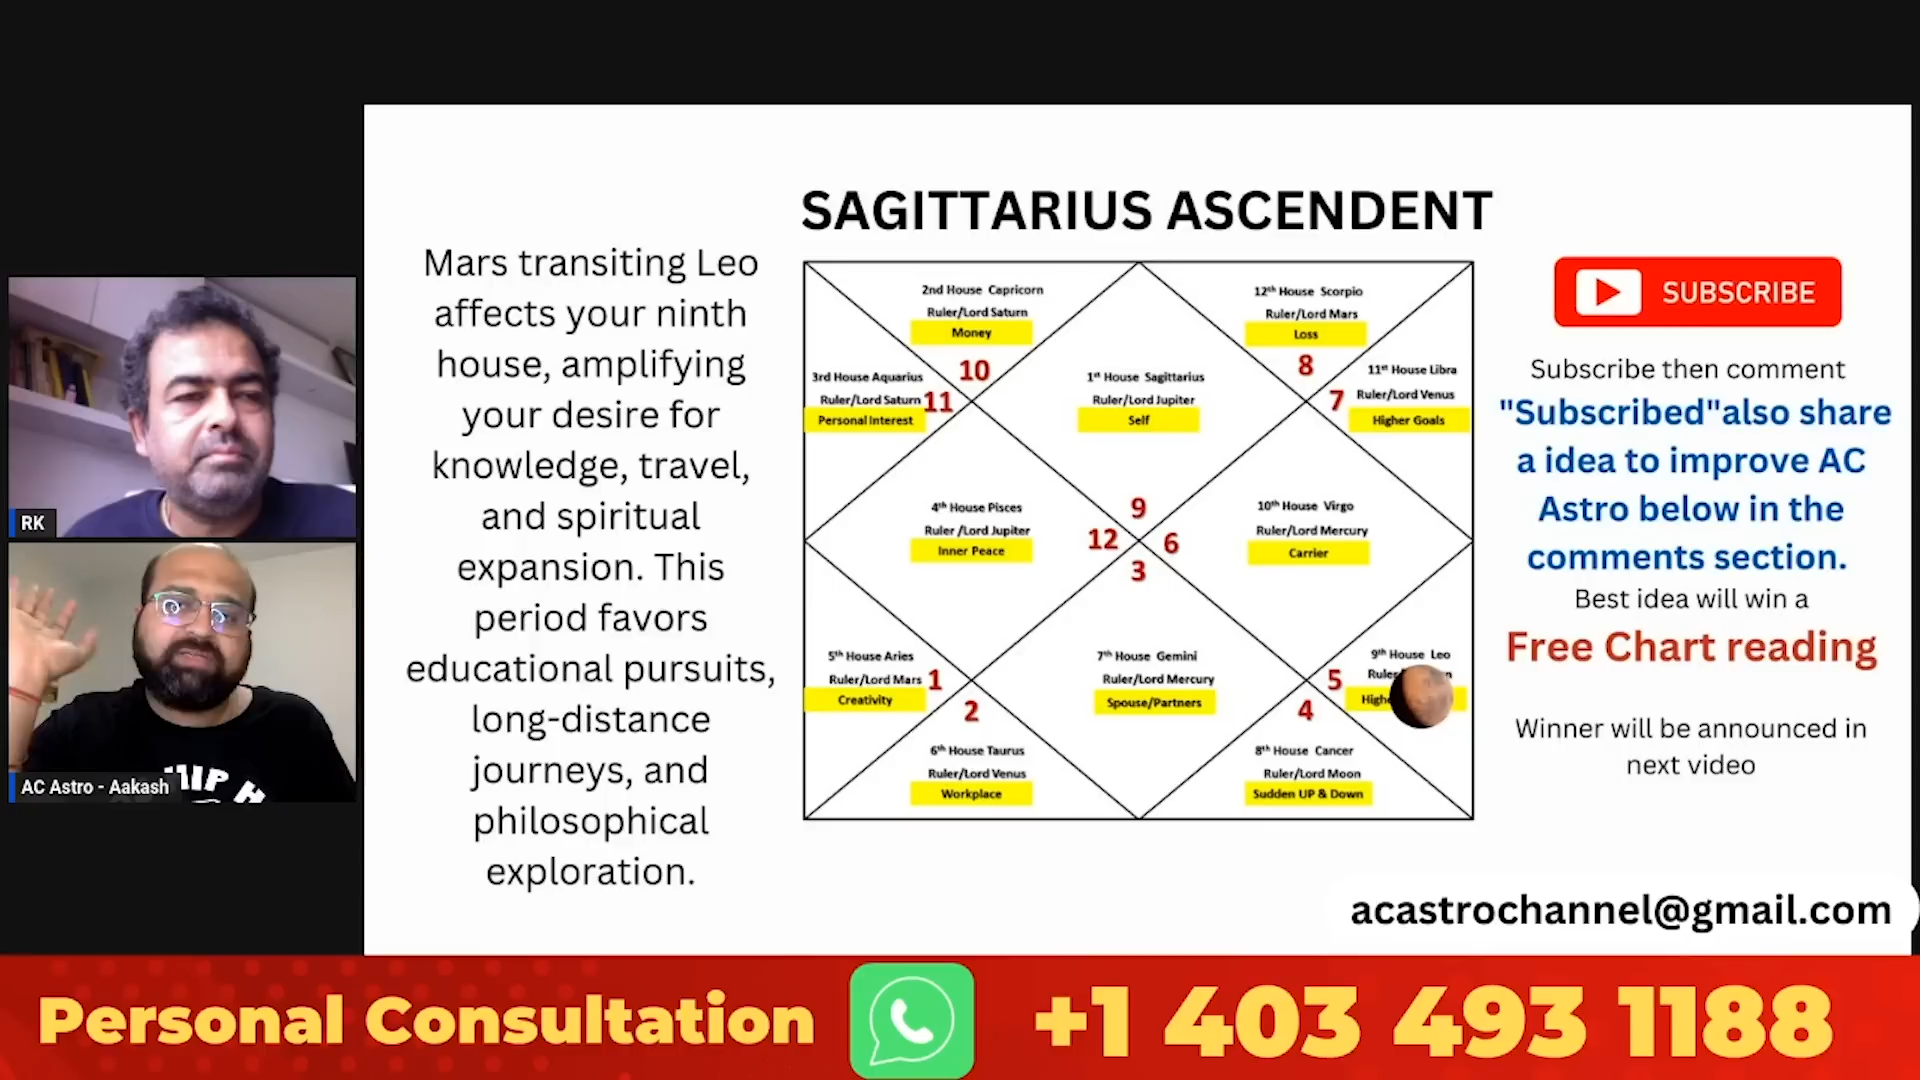 SAGITTARIUS ASCENDENT
Mars transiting Leo
affects your ninth
house, amplifying
your desire for
knowledge, travel,
and spiritual
expansion. This
period favors
educational pursuits,
long-distance
journeys, and
philosophical
exploration.
2nd House Capricorn
Ruler/Lord Saturn
Money
10
12th House Scorpio
Ruler/Lord Mars
Loss
8
3rd House Aquarius
Ruler/Lord Saturn
Personal Interest
11
1st House Sagittarius
Ruler/Lord Jupiter
Self
11st House Libra
Ruler/Lord Venus
Higher Goals
7
4th House Pisces
Ruler /Lord Jupiter
Inner Peace
9
12
6
3
10th House Virgo
Ruler/Lord Mercury
Carrier
5th House Aries
Ruler/Lord Mars
Creativity
1
7th House Gemini
Ruler/Lord Mercury
Spouse/Partners
9th House Leo
5
2
6th House Taurus
Ruler/Lord Venus
Workplace
4
8th House Cancer
Ruler/Lord Moon
Sudden UP & Down
SUBSCRIBE
Subscribe then comment
"Subscribed"also share
a idea to improve AC
Astro below in the
comments section.
Best idea will win a
Free Chart reading
Winner will be announced in
next video
acastrochannel@gmail.com
RK
AC Astro - Aakash
Personal Consultation
+1 403 493 1188